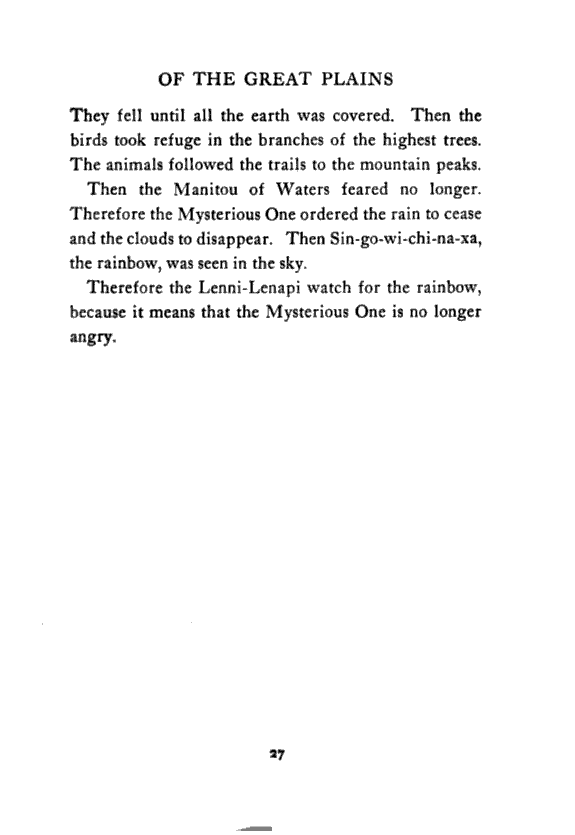 OF THE GREAT PLAINS
They fell until all the earth was covered. Then the
birds took refuge in the branches of the highest trees.
The animals followed the trails to the mountain peaks.
Then the Manitou of Waters feared no longer.
Therefore the Mysterious One ordered the rain to cease
and the clouds to disappear. Then Sin-go-wi-chi-na-xa,
the rainbow, was seen in the sky.
Therefore the Lenni-Lenapi watch for the rainbow,
because it means that the Mysterious One is no longer
angry.
27